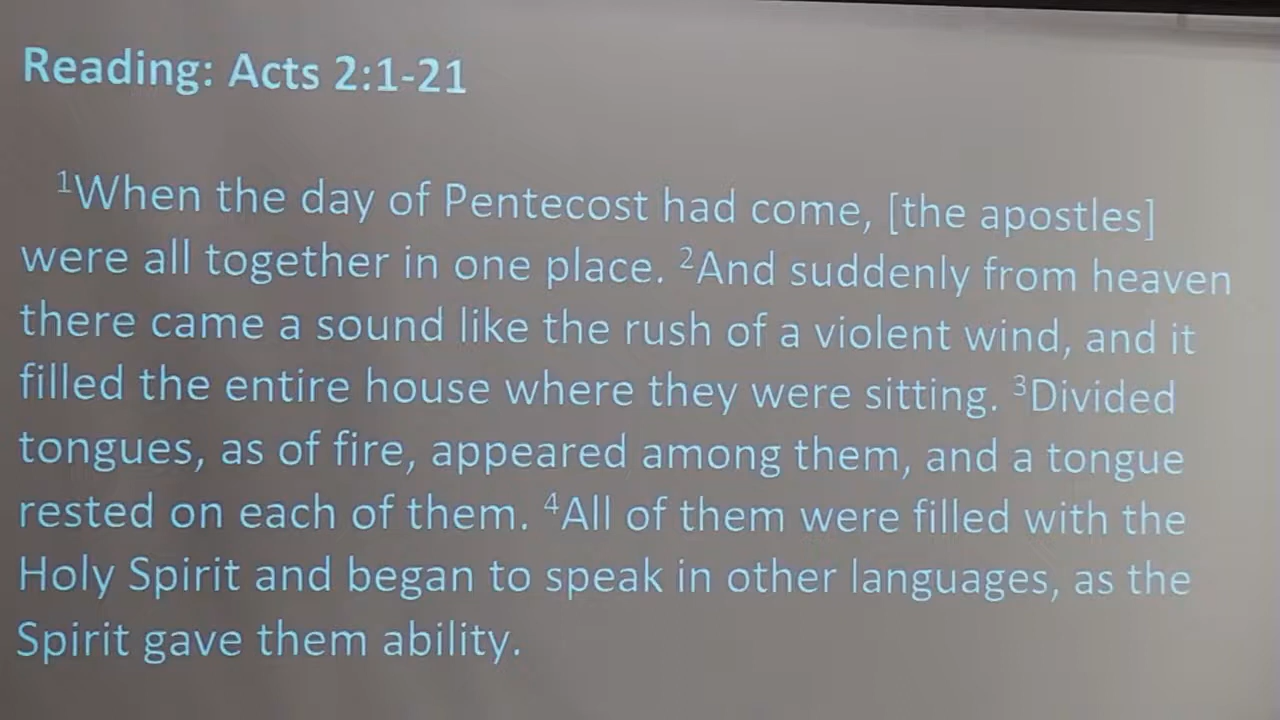 Reading: Acts 2:1-21
¹When the day of Pentecost had come, [the apostles]
were all together in one place. ²And suddenly from heaven
there came a sound like the rush of a violent wind, and it
filled the entire house where they were sitting. ³Divided
tongues, as of fire, appeared among them, and a tongue
rested on each of them. ⁴All of them were filled with the
Holy Spirit and began to speak in other languages, as the
Spirit gave them ability.